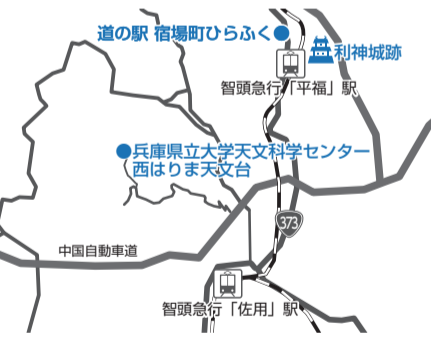 道の駅 宿場町ひらふく
利神城跡
智頭急行「平福」駅
兵庫県立大学天文科学センター
西はりま天文台
373
中国自動車道
智頭急行「佐用」駅